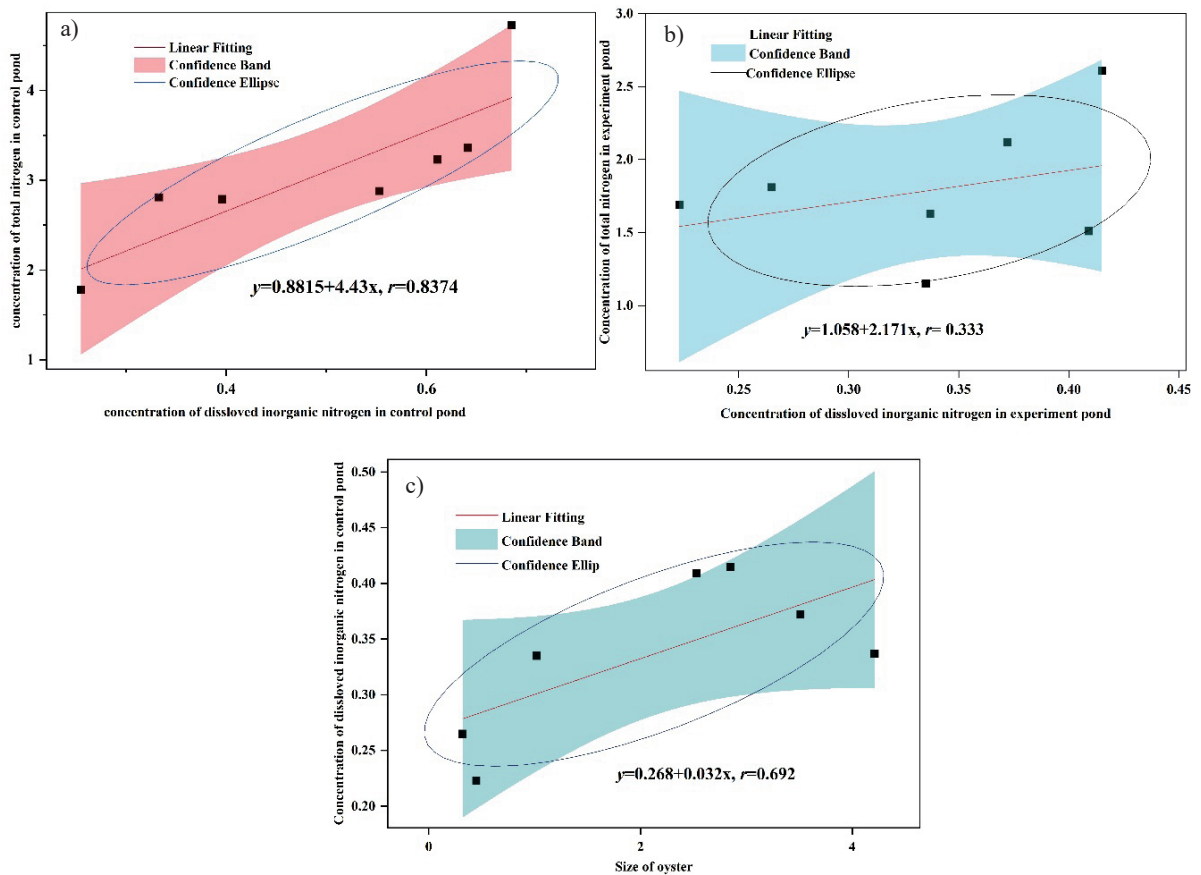 a)
Linear Fitting
Confidence Band
Confidence Ellipse
4
3
2
1
concentration of total nitrogen in control pond
y=0.8815+4.43x, r=0.8374
0.4 0.6
concentration of dissloved inorganic nitrogen in control pond
b)
Linear Fitting
Confidence Band
Confidence Ellipse
3.0
2.5
2.0
1.5
1.0
Concentration of total nitrogen in experiment pond
y=1.058+2.171x, r= 0.333
0.25 0.30 0.35 0.40 0.45
Concentration of dissloved inorganic nitrogen in experiment pond
c)
Linear Fitting
Confidence Band
Confidence Ellip
0.50
0.45
0.40
0.35
0.30
0.25
0.20
Concentration of dissloved inorganic nitrogen in control pond
y=0.268+0.032x, r=0.692
0 2 4
Size of oyster